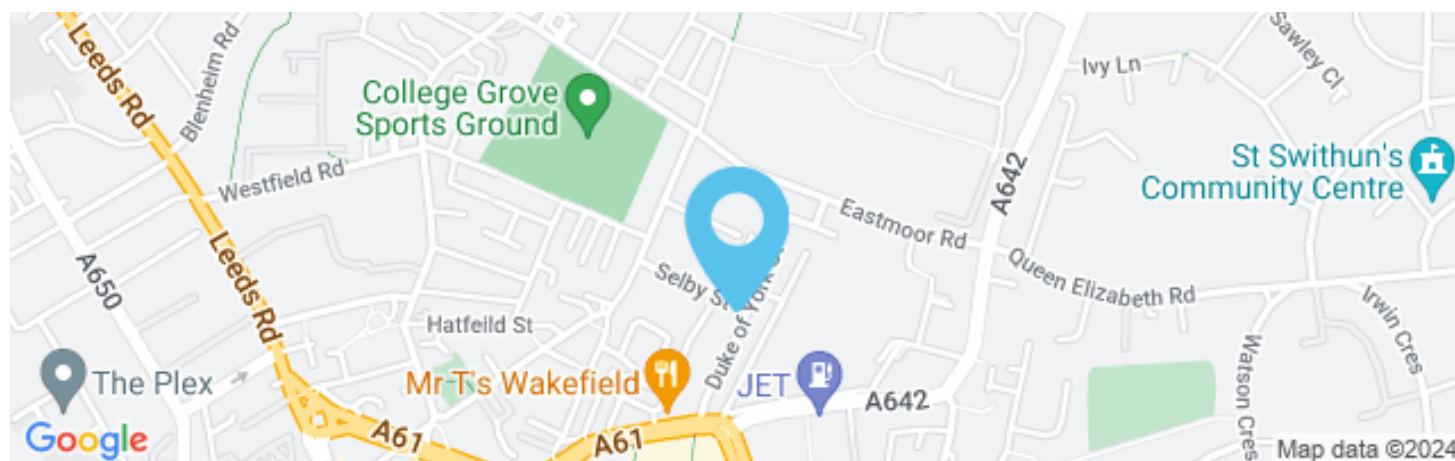 Leeds Rd
Blenheim Rd
College Grove
Sports Ground
Ivy Ln
Sawley Cl
St Swithun's
Community Centre
A642
Westfield Rd
Eastmoor Rd
Leeds Rd
A650
Selby St
Duke of York
Queen Elizabeth Rd
Irwin Cres
Hatfeild St
Watson Cres
The Plex
Mr T's Wakefield
JET
A642
A61
A61
Google
Map data ©2024